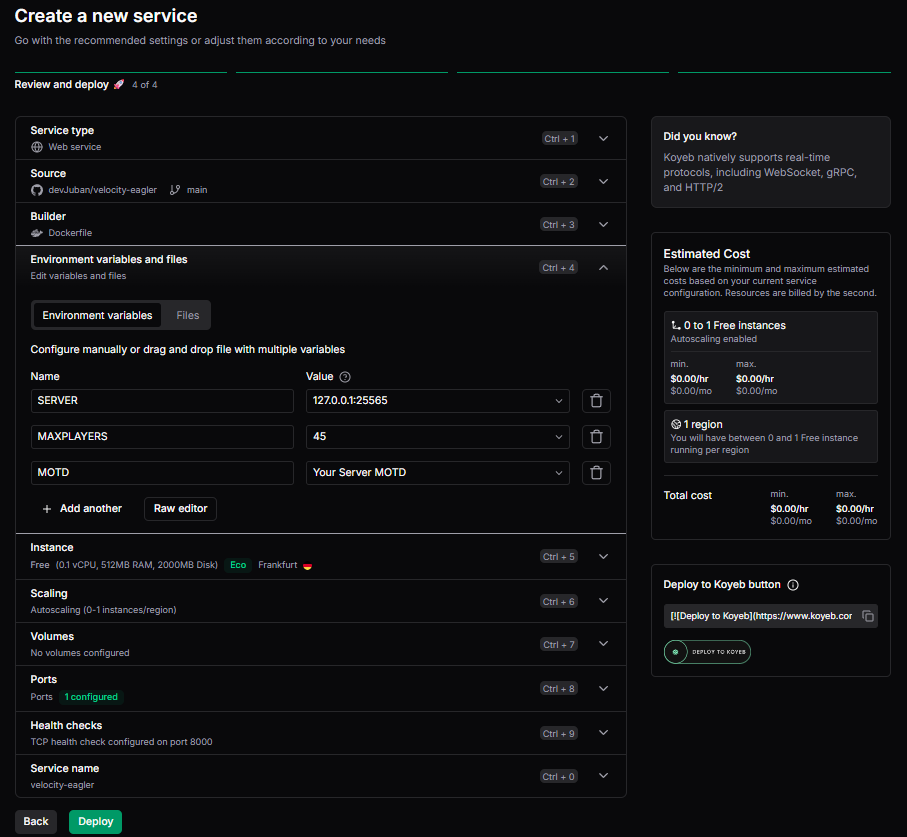 Create a new service
Go with the recommended settings or adjust them according to your needs
Review and deploy 🚀 4 of 4
Service type
Web service
Ctrl + 1
Source
devJuban/velocity-eagler main
Ctrl + 2
Builder
Dockerfile
Ctrl + 3
Environment variables and files
Edit variables and files
Ctrl + 4
Environment variables Files
Configure manually or drag and drop file with multiple variables
Name Value
SERVER 127.0.0.1:25565
MAXPLAYERS 45
MOTD Your Server MOTD
+ Add another Raw editor
Instance
Free (0.1 vCPU, 512MB RAM, 2000MB Disk) Eco Frankfurt
Ctrl + 5
Scaling
Autoscaling (0-1 instances/region)
Ctrl + 6
Volumes
No volumes configured
Ctrl + 7
Ports
Ports 1 configured
Ctrl + 8
Health checks
TCP health check configured on port 8000
Ctrl + 9
Service name
velocity-eagler
Ctrl + 0
Back Deploy
Did you know?
Koyeb natively supports real-time
protocols, including WebSocket, gRPC,
and HTTP/2
Estimated Cost
Below are the minimum and maximum estimated
costs based on your current service
configuration. Resources are billed by the second.
0 to 1 Free instances
Autoscaling enabled
min. max.
$0.00/hr $0.00/hr
$0.00/mo $0.00/mo
1 region
You will have between 0 and 1 Free instance
running per region
Total cost min. max.
$0.00/hr $0.00/hr
$0.00/mo $0.00/mo
Deploy to Koyeb button
[![Deploy to Koyeb](https://www.koyeb.cor
DEPLOY TO KOYEB